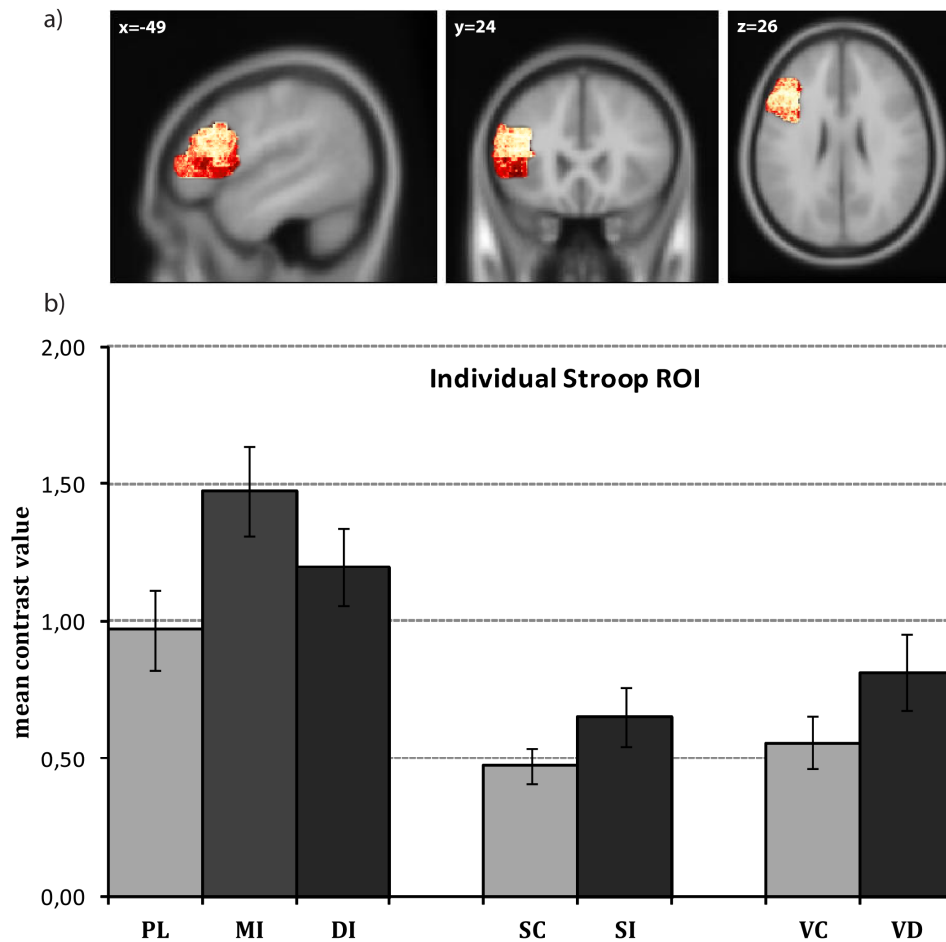 a)
x=-49
y=24
z=26
b)
Individual Stroop ROI
mean contrast value
2,00
1,50
1,00
0,50
0,00
PL MI DI SC SI VC VD